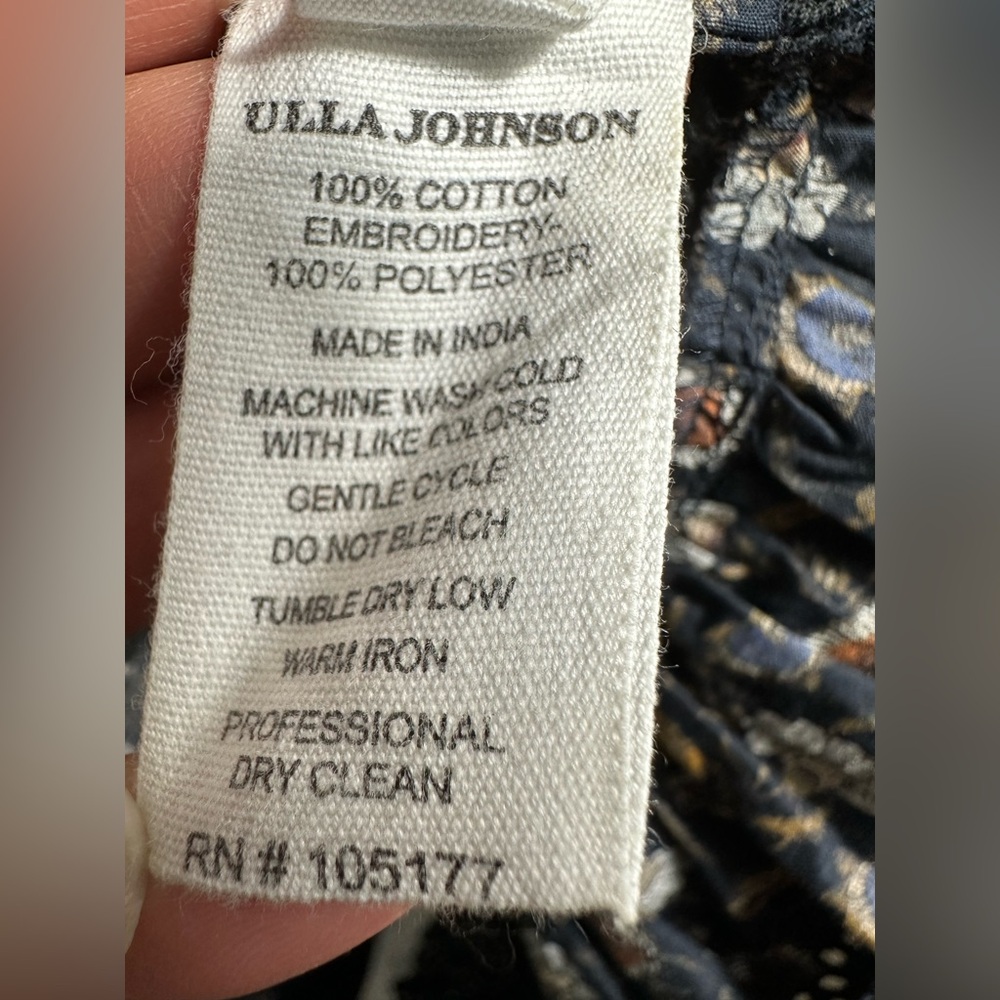 ULLA JOHNSON
100% COTTON
EMBROIDERY-
100% POLYESTER
MADE IN INDIA
MACHINE WASH COLD
WITH LIKE COLORS
GENTLE CYCLE
DO NOT BLEACH
TUMBLE DRY LOW
WARM IRON
PROFESSIONAL
DRY CLEAN
RN # 105177